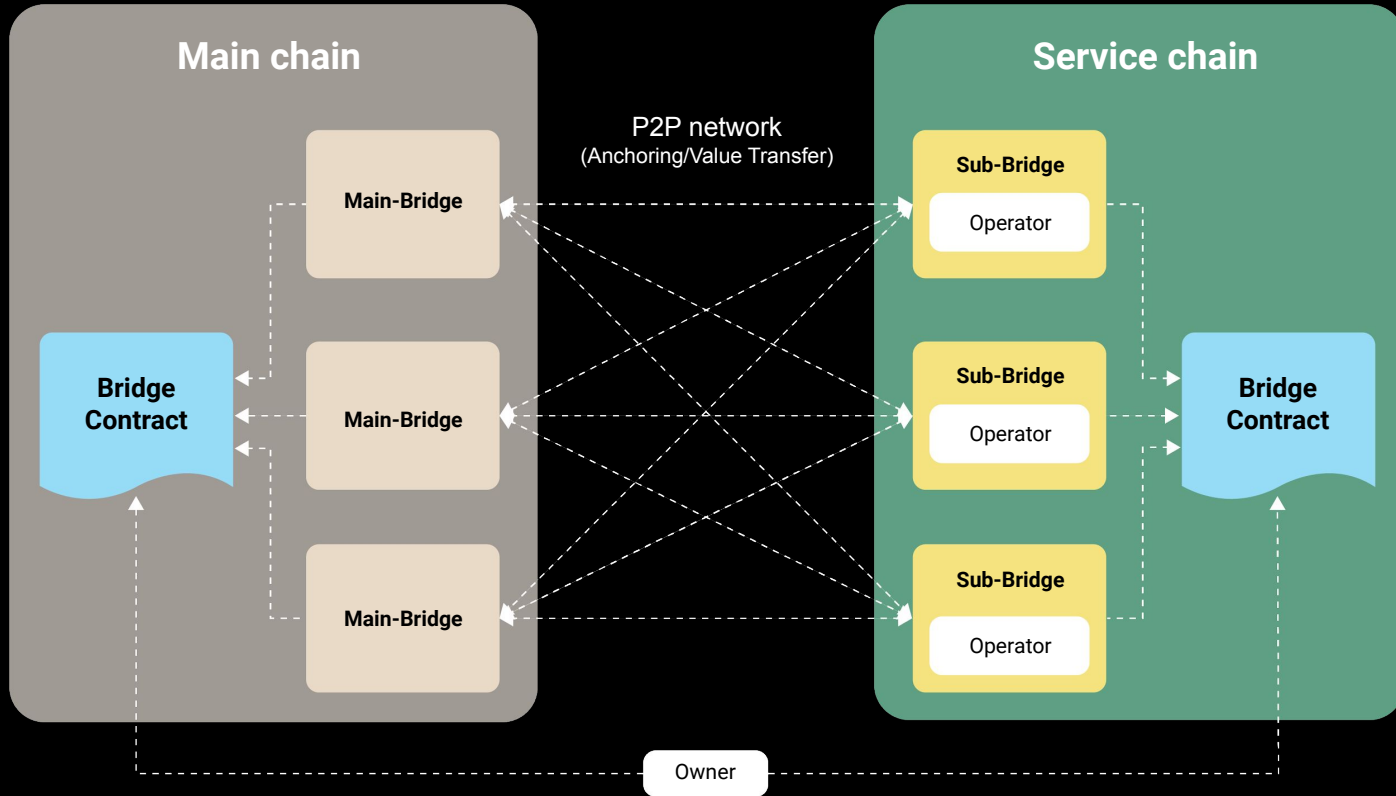 Main chain
Service chain
P2P network
(Anchoring/Value Transfer)
Main-Bridge
Main-Bridge
Main-Bridge
Bridge
Contract
Sub-Bridge
Operator
Sub-Bridge
Operator
Sub-Bridge
Operator
Bridge
Contract
Owner